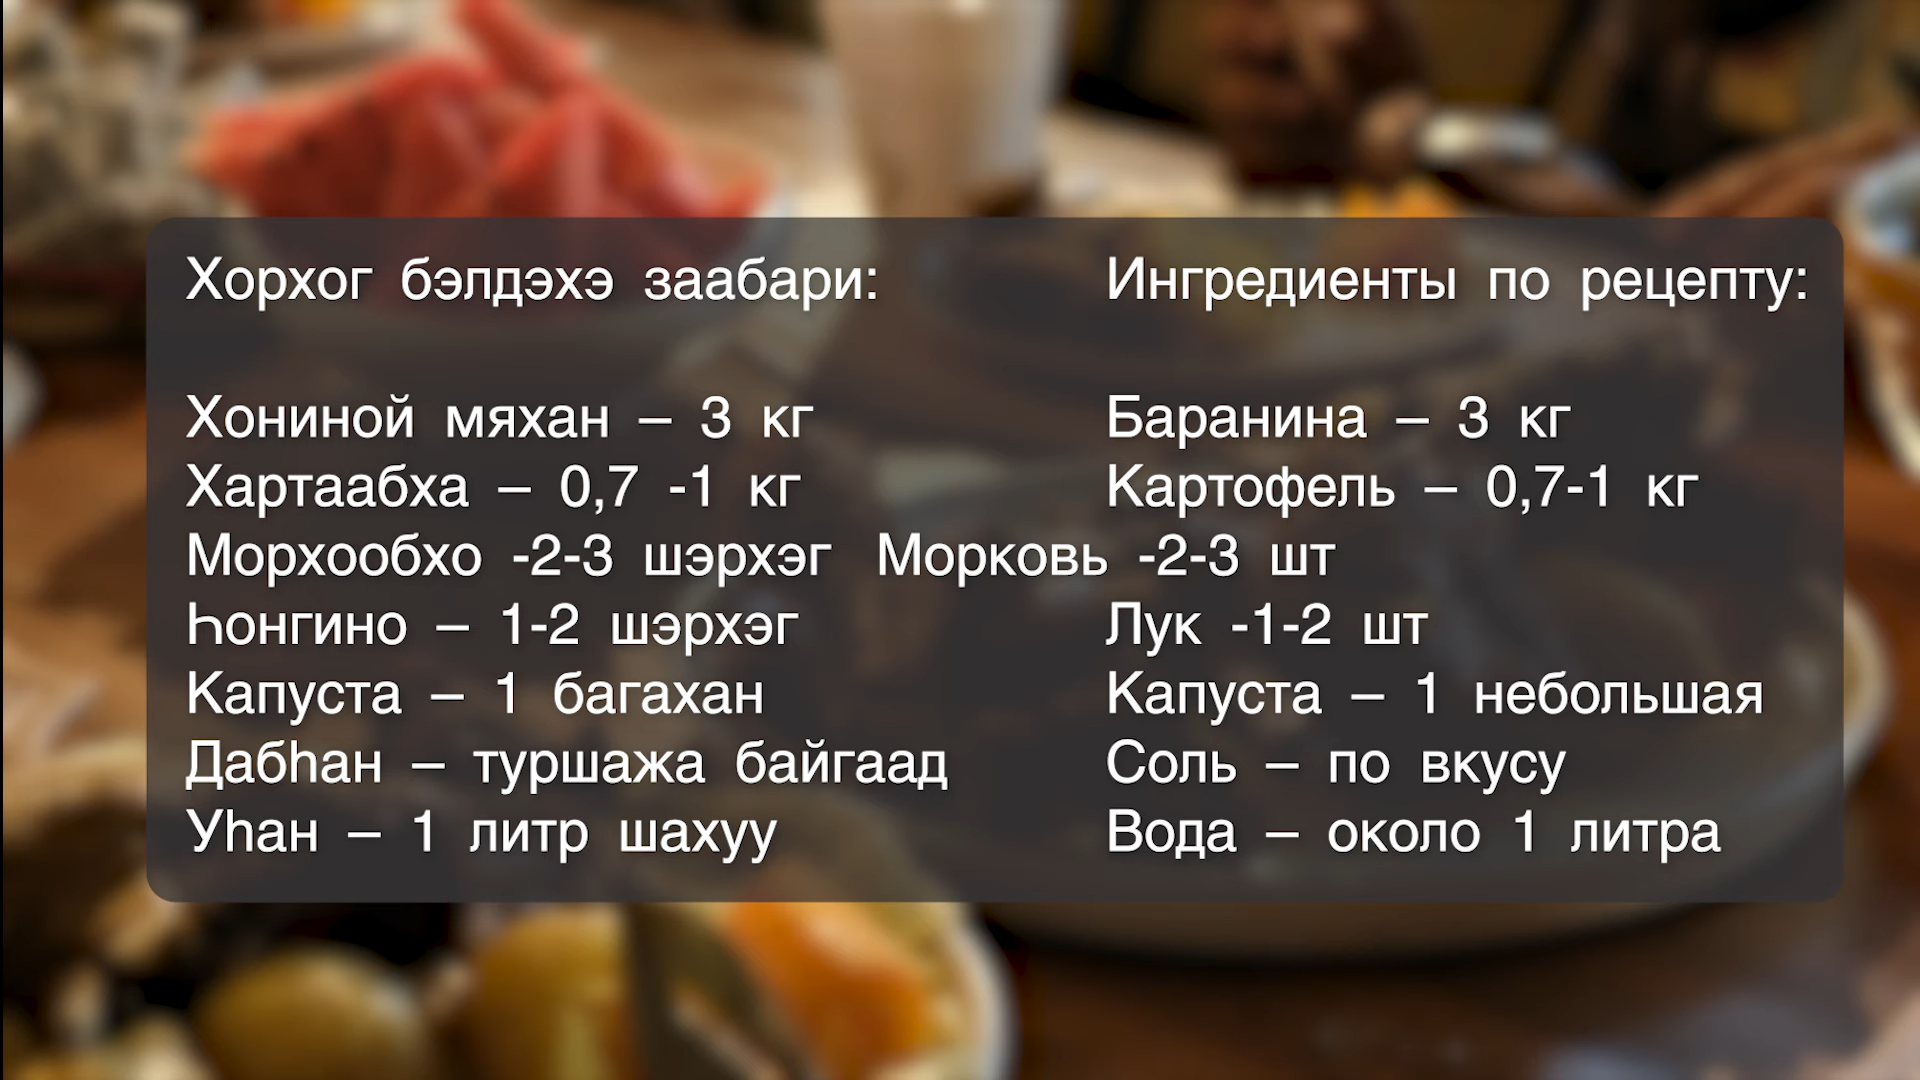 Хорхог бэлдэхэ заабари:
Хониной мяхан – 3 кг
Хартаабха – 0,7 -1 кг
Морхообхо -2-3 шэрхэг
Һонгино – 1-2 шэрхэг
Капуста – 1 багахан
Дабһан – туршажа байгаад
Уһан – 1 литр шахуу
Ингредиенты по рецепту:
Баранина – 3 кг
Картофель – 0,7-1 кг
Морковь -2-3 шт
Лук -1-2 шт
Капуста – 1 небольшая
Соль – по вкусу
Вода – около 1 литра